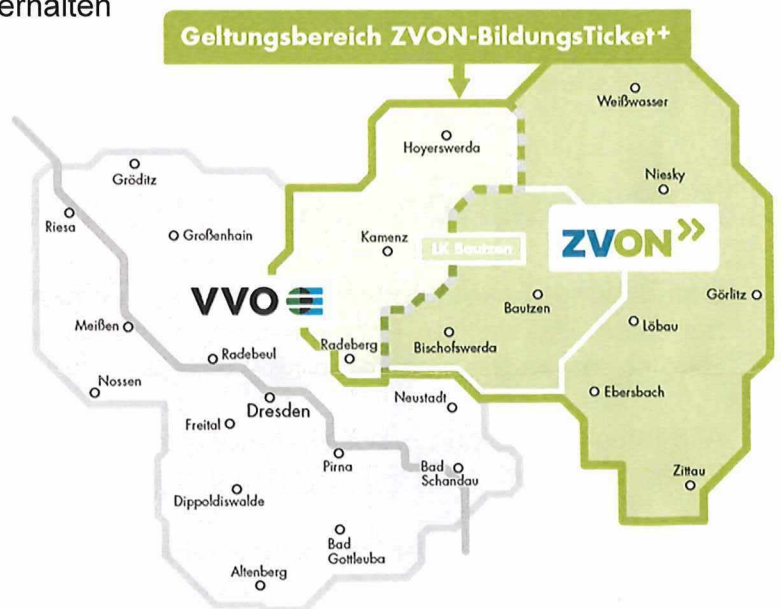 erhalten
Geltungsbereich ZVON-BildungsTicket+
Weißwasser
Hoyerswerda
Gröditz
Niesky
Riesa
Großenhain
Kamenz
LK Bautzen
ZVON
VVO
Görlitz
Bautzen
Meißen
Löbau
Radeberg
Bischofswerda
Radebeul
Nossen
Neustadt
Ebersbach
Dresden
Freital
Pirna
Bad
Schandau
Zittau
Dippoldiswalde
Bad
Gottleuba
Altenberg